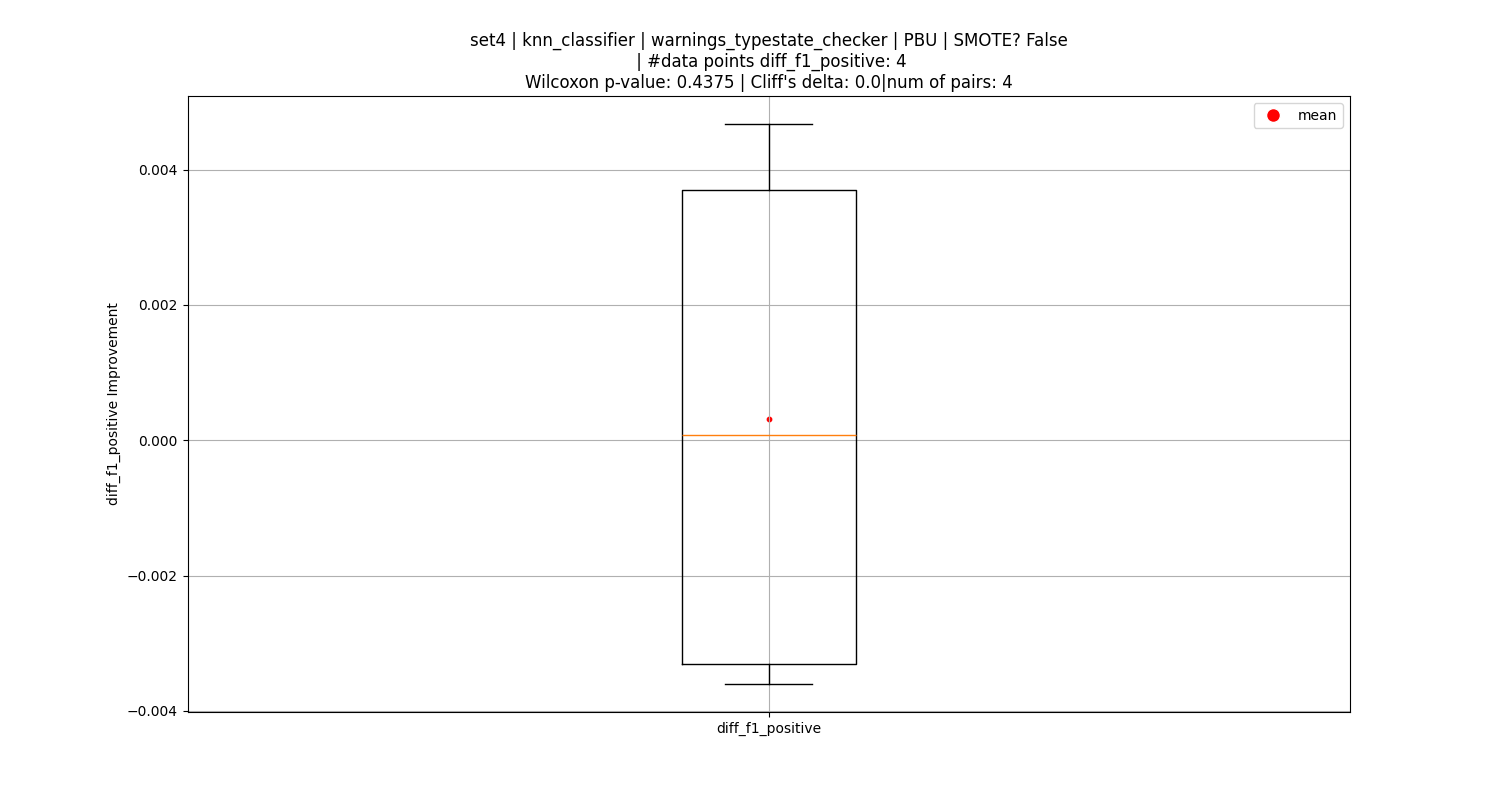 set4 | knn_classifier | warnings_typestate_checker | PBU | SMOTE? False
| #data points diff_f1_positive: 4
Wilcoxon p-value: 0.4375 | Cliff's delta: 0.0|num of pairs: 4
mean
0.004
0.002
0.000
−0.002
−0.004
diff_f1_positive Improvement
diff_f1_positive